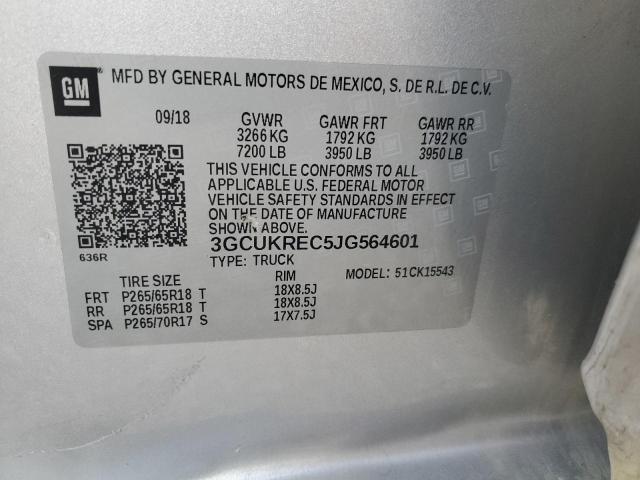 GM MFD BY GENERAL MOTORS DE MEXICO, S. DE R.L. DE C.V.
09/18 GVWR GAWR FRT GAWR RR
3266 KG 1792 KG 1792 KG
7200 LB 3950 LB 3950 LB
THIS VEHICLE CONFORMS TO ALL
APPLICABLE U.S. FEDERAL MOTOR
VEHICLE SAFETY STANDARDS IN EFFECT
ON THE DATE OF MANUFACTURE
SHOWN ABOVE.
636R
3GCUKREC5JG564601
TYPE: TRUCK MODEL: 51CK15543
TIRE SIZE RIM
FRT P265/65R18 T 18X8.5J
RR P265/65R18 T 18X8.5J
SPA P265/70R17 S 17X7.5J